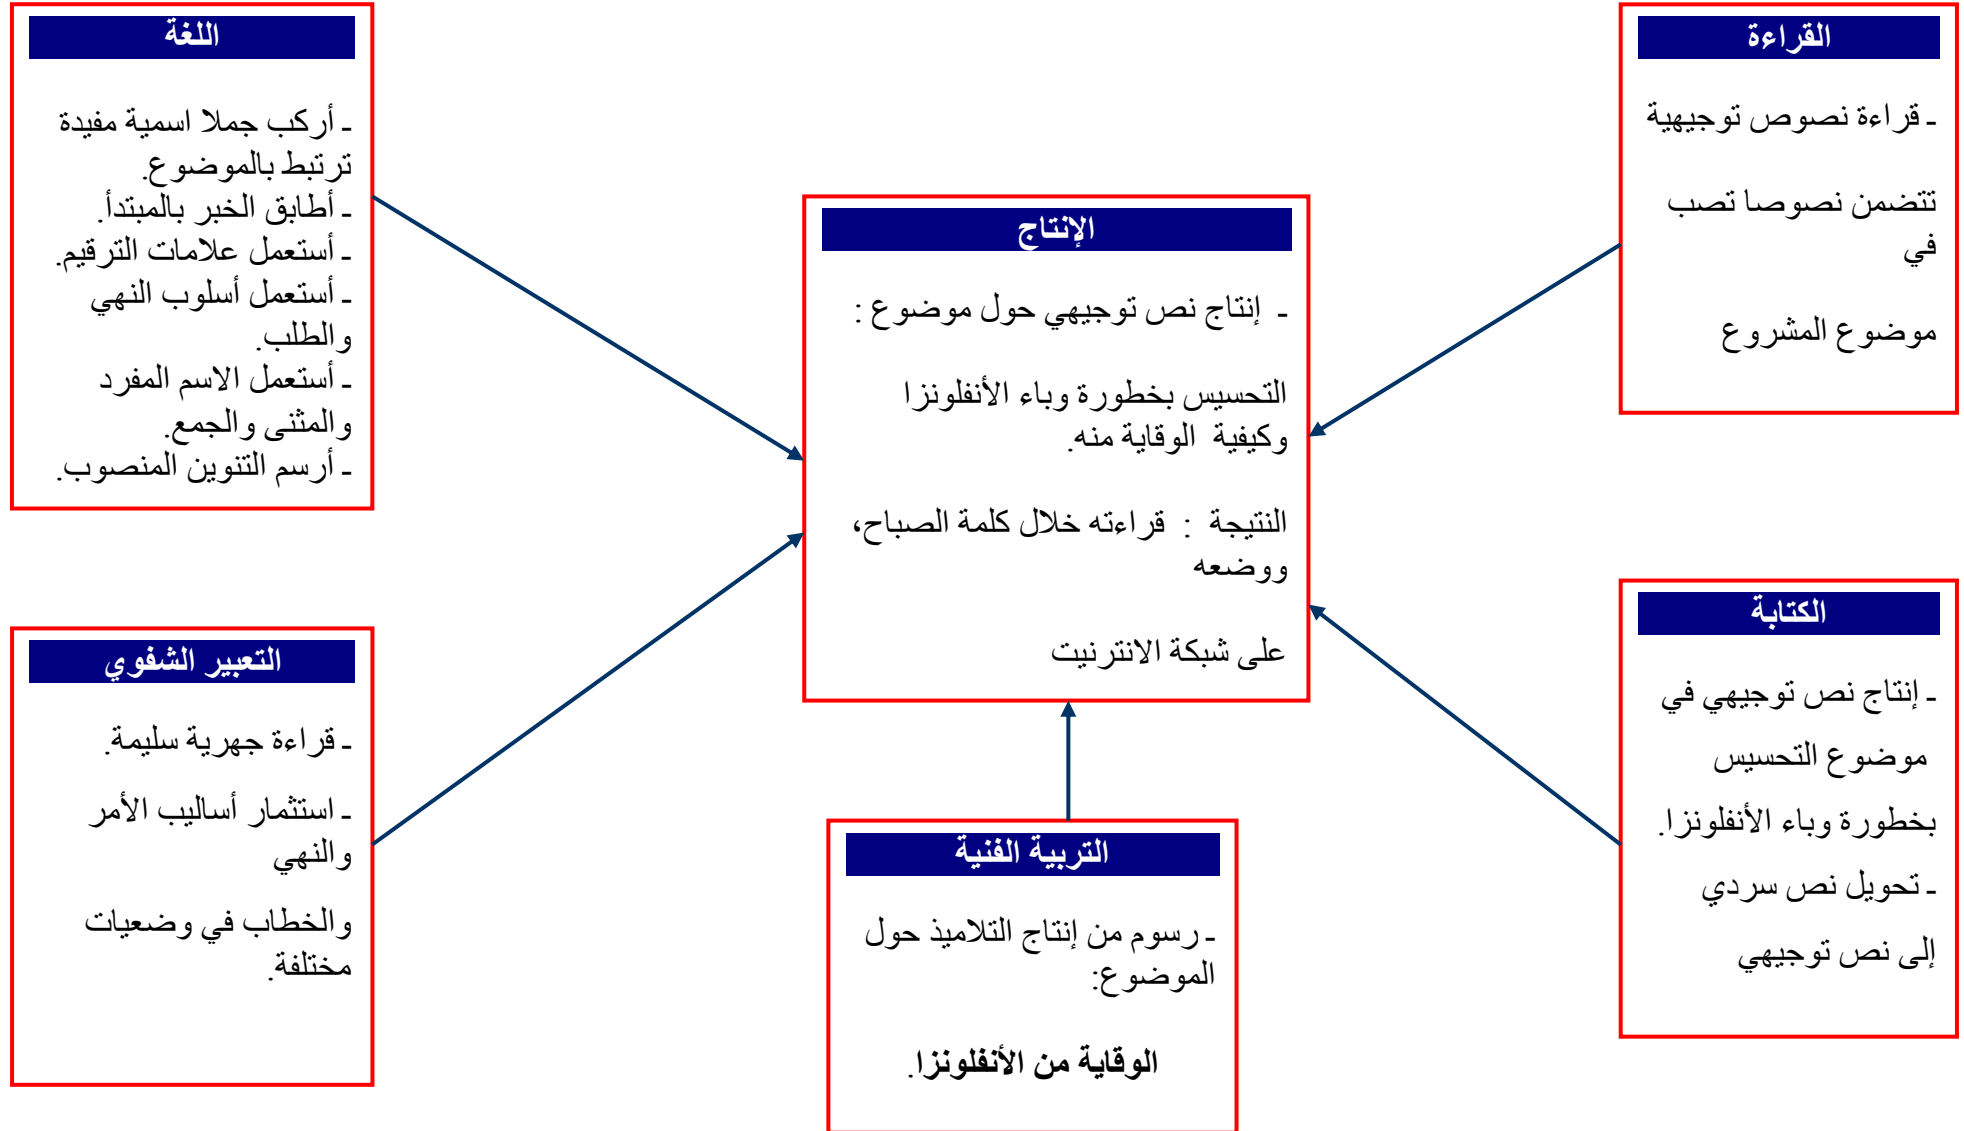 القراءة
ـ قراءة نصوص توجيهية
تتضمن نصوصا تصب
في
موضوع المشروع
اللغة
ـ أركب جملا اسمية مفيدة
ترتبط بالموضوع.
ـ أطابق الخبر بالمبتدأ.
ـ أستعمل علامات الترقيم.
ـ أستعمل أسلوب النهي
والطلب.
ـ أستعمل الاسم المفرد
والمثنى والجمع.
ـ أرسم التنوين المنصوب.
الإنتاج
ـ إنتاج نص توجيهي حول موضوع :
التحسيس بخطورة وباء الأنفلونزا
وكيفية الوقاية منه.
النتيجة : قراءته خلال كلمة الصباح،
ووضعه
على شبكة الانترنيت
الكتابة
ـ إنتاج نص توجيهي في
موضوع التحسيس
بخطورة وباء الأنفلونزا.
ـ تحويل نص سردي
إلى نص توجيهي
التعبير الشفوي
ـ قراءة جهرية سليمة.
ـ استثمار أساليب الأمر
والنهي
والخطاب في وضعيات
مختلفة.
التربية الفنية
ـ رسوم من إنتاج التلاميذ حول
الموضوع:
الوقاية من الأنفلونزا.